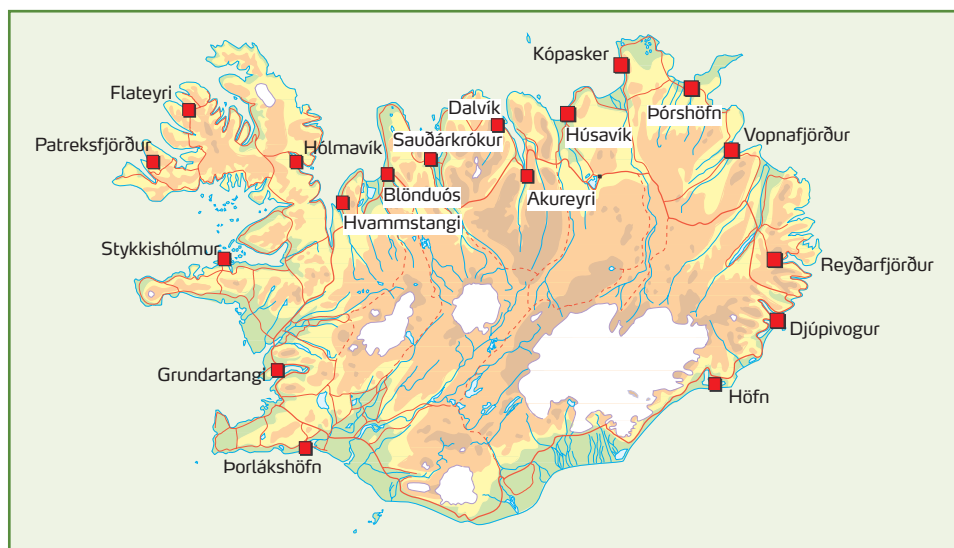 Kópasker
Flateyri
Dalvík
Þórshöfn
Húsavík
Sauðárkrókur
Vopnafjörður
Patreksfjörður
Hólmavík
Blönduós
Akureyri
Hvammstangi
Stykkishólmur
Reyðarfjörður
Djúpivogur
Grundartangi
Höfn
Þorlákshöfn